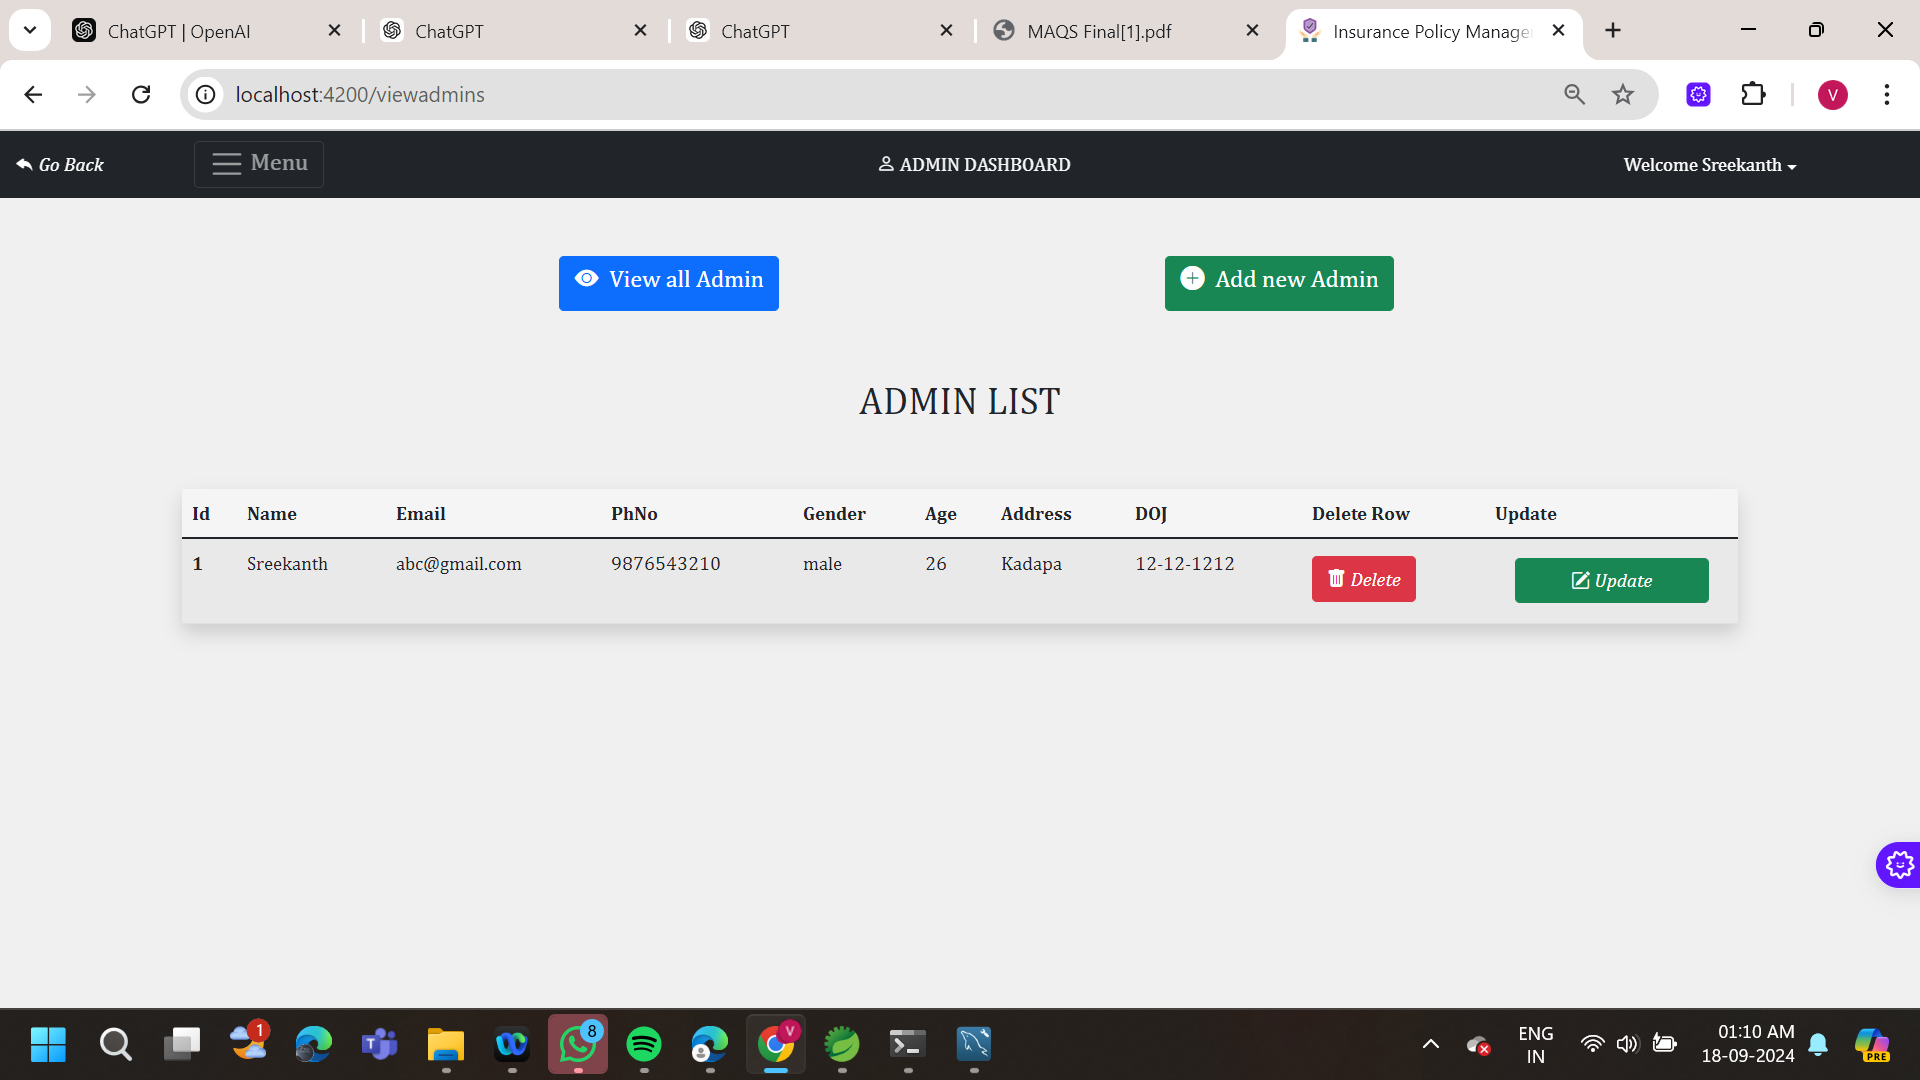 ChatGPT | OpenAI
ChatGPT
ChatGPT
MAQS Final[1].pdf
Insurance Policy Manage
localhost:4200/viewadmins
V
Go Back
Menu
ADMIN DASHBOARD
Welcome Sreekanth
View all Admin
Add new Admin
ADMIN LIST
Id Name Email PhNo Gender Age Address DOJ Delete Row Update
1 Sreekanth abc@gmail.com 9876543210 male 26 Kadapa 12-12-1212 Delete Update
1
8
V
ENG
IN
01:10 AM
18-09-2024
PRE